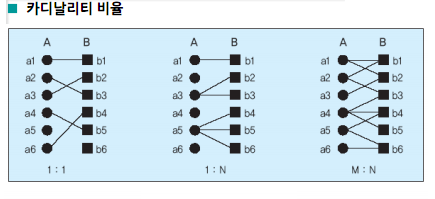 카디날리티 비율
A B A B A B
a1 b1 a1 b1 a1 b1
a2 b2 a2 b2 a2 b2
a3 b3 a3 b3 a3 b3
a4 b4 a4 b4 a4 b4
a5 b5 a5 b5 a5 b5
a6 b6 a6 b6 a6 b6
1 : 1 1 : N M : N